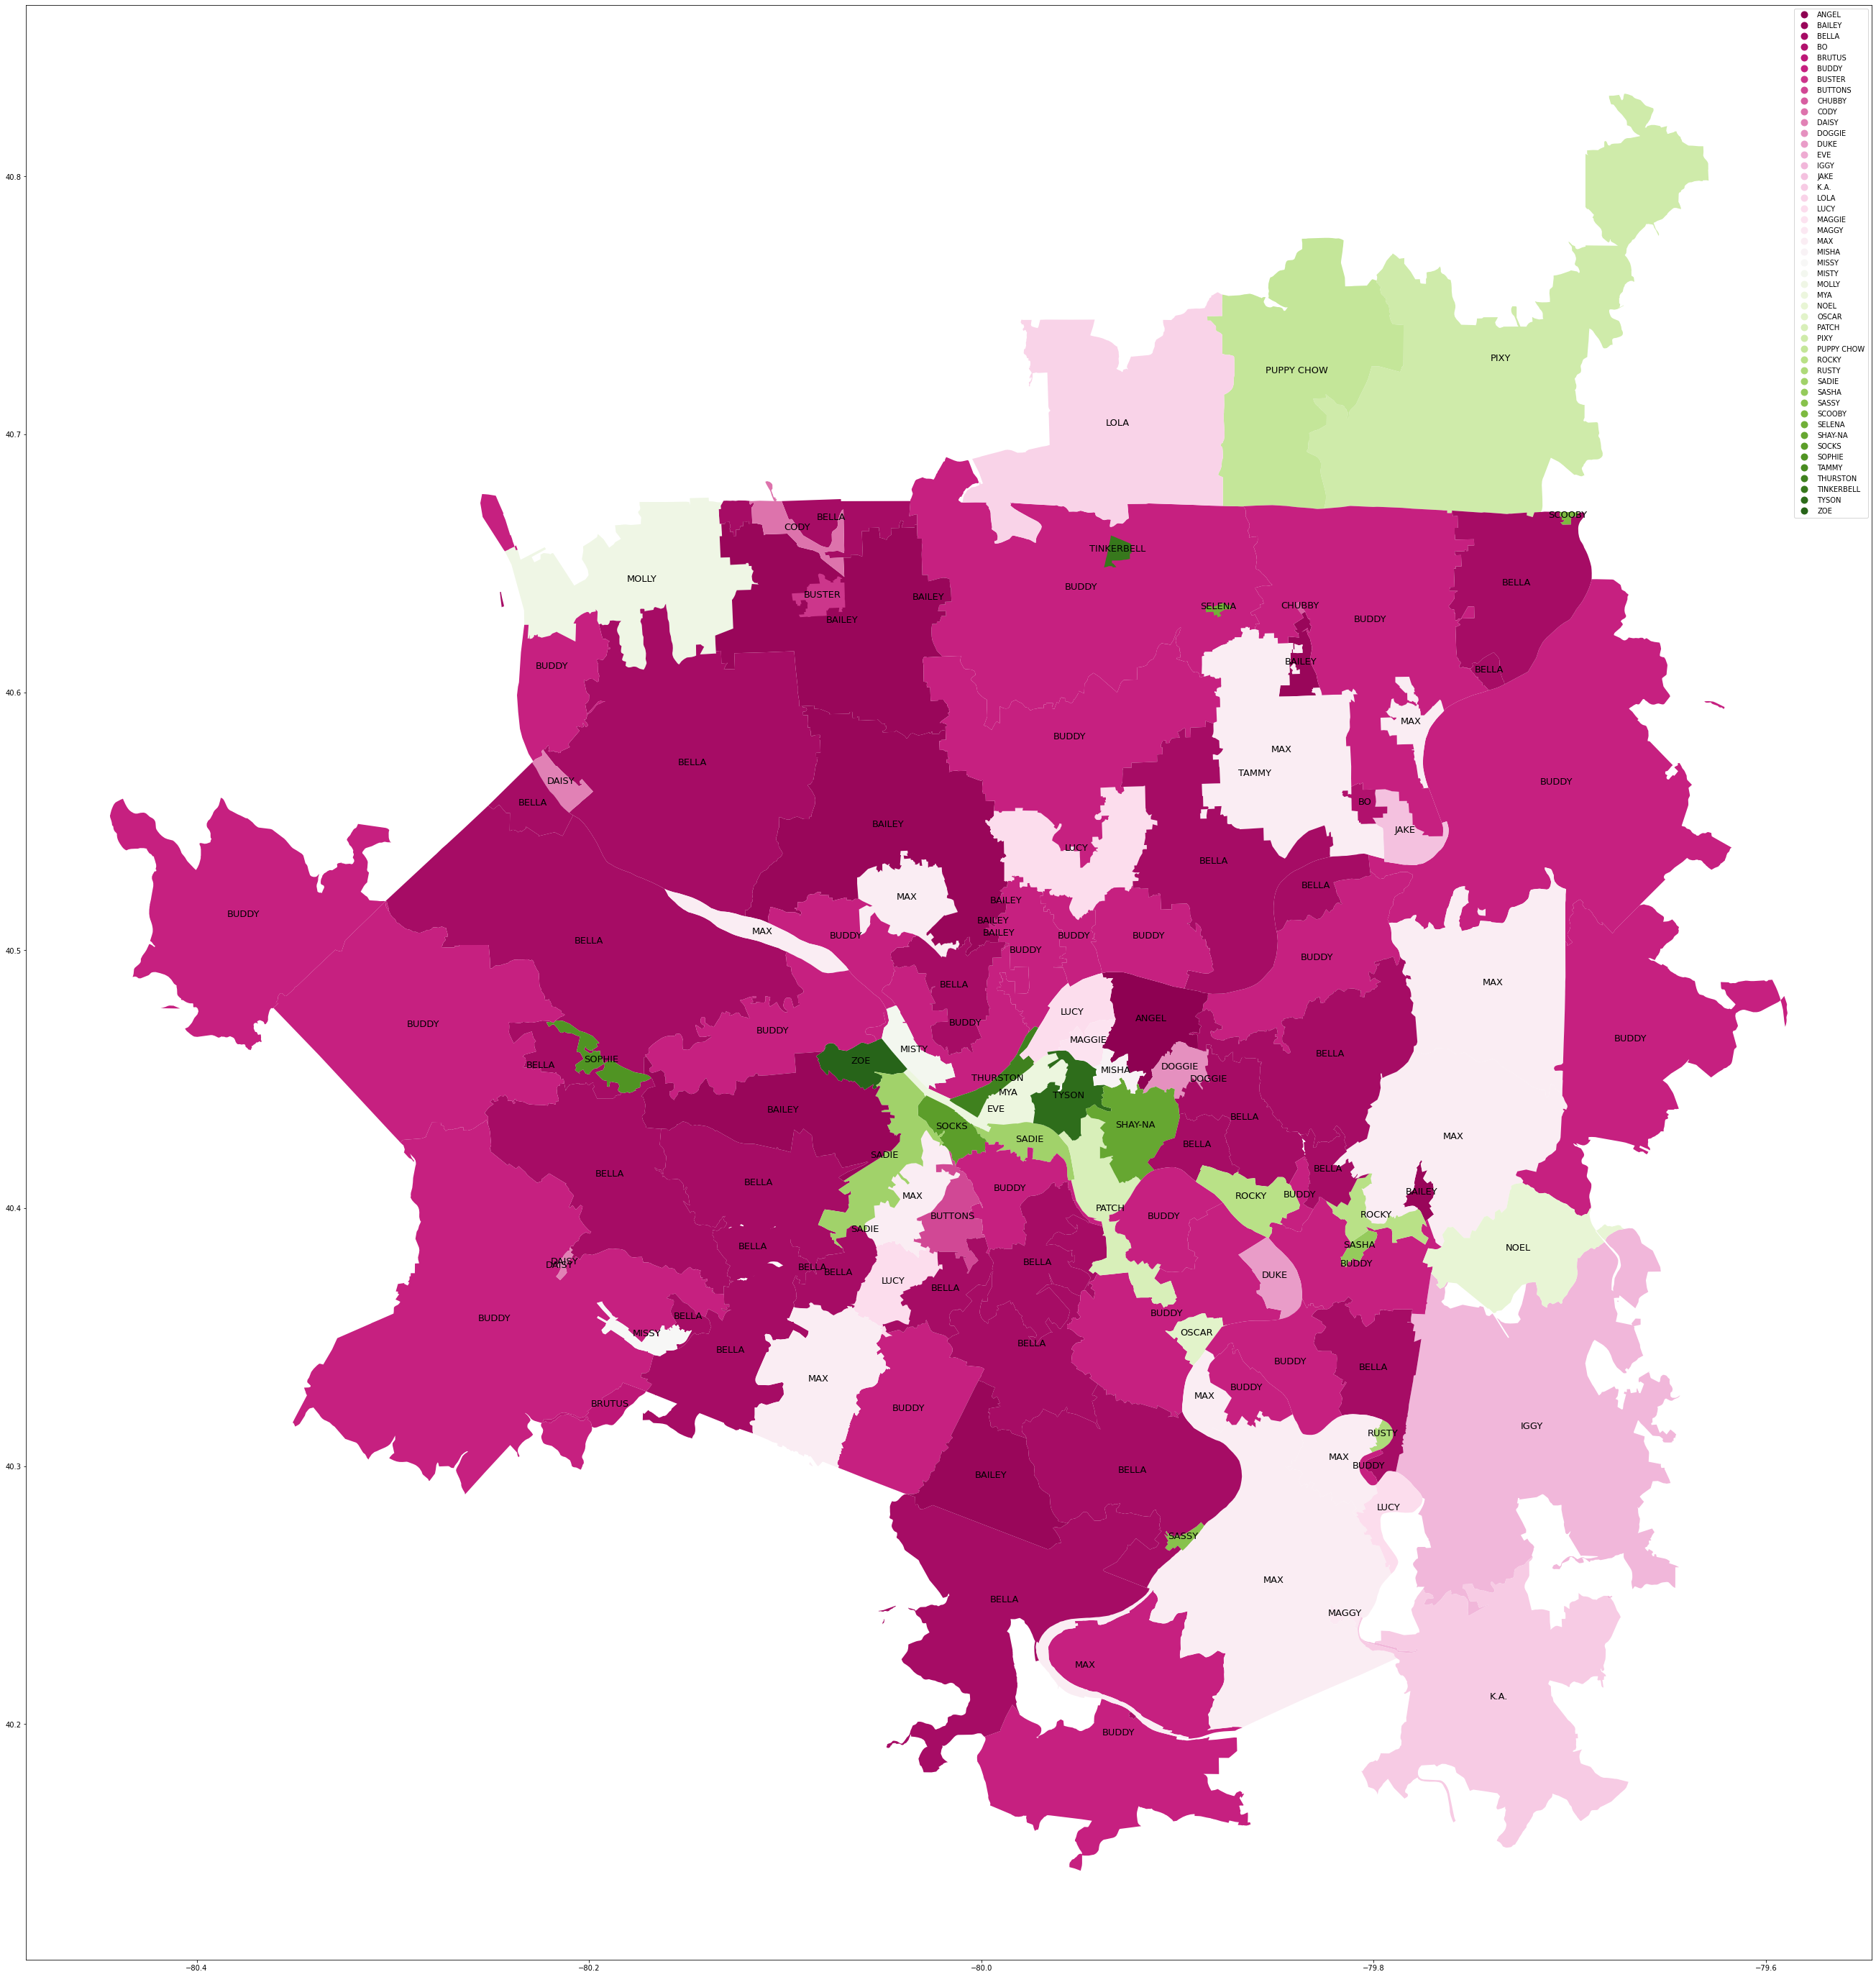 ANGEL
BAILEY
BELLA
BO
BRUTUS
BUDDY
BUSTER
BUTTONS
CHUBBY
CODY
DAISY
DOGGIE
DUKE
EVE
IGGY
JAKE
K.A.
LOLA
LUCY
MAGGIE
MAGGY
MAX
MISHA
MISSY
MISTY
MOLLY
MYA
NOEL
OSCAR
PATCH
PIXY
PUPPY CHOW
ROCKY
RUSTY
SADIE
SASHA
SASSY
SCOOBY
SELENA
SHAY-NA
SOCKS
SOPHIE
TAMMY
THURSTON
TINKERBELL
TYSON
ZOE
40.8
PIXY
PUPPY CHOW
40.7
LOLA
SCOOBY
BELLA
CODY
TINKERBELL
MOLLY
BELLA
BUDDY
BUSTER
BAILEY
SELENA
CHUBBY
BAILEY
BUDDY
BUDDY
BAILEY
BELLA
40.6
MAX
BUDDY
MAX
BELLA
TAMMY
DAISY
BUDDY
BELLA
BO
BAILEY
JAKE
LUCY
BELLA
BELLA
MAX
BAILEY
BUDDY
BAILEY
MAX
BAILEY
BUDDY
BUDDY
BUDDY
BELLA
40.5
BUDDY
BUDDY
MAX
BELLA
LUCY
ANGEL
BUDDY
BUDDY
BUDDY
MAGGIE
BUDDY
MISTY
BELLA
SOPHIE
ZOE
BELLA
DOGGIE
MISHA
THURSTON
DOGGIE
MYA
TYSON
BAILEY
EVE
BELLA
SHAY-NA
SOCKS
MAX
SADIE
BELLA
SADIE
BELLA
BELLA
BELLA
BUDDY
BAILEY
MAX
ROCKY
BUDDY
40.4
PATCH
BUTTONS
BUDDY
ROCKY
SADIE
SASHA
BELLA
NOEL
DAISY
DAISY
BELLA
BUDDY
BELLA
BELLA
DUKE
LUCY
BELLA
BUDDY
BUDDY
BELLA
MISSY
OSCAR
BELLA
BELLA
BUDDY
BELLA
MAX
BUDDY
MAX
BRUTUS
BUDDY
IGGY
RUSTY
MAX
40.3
BUDDY
BELLA
BAILEY
LUCY
SASSY
MAX
BELLA
MAGGY
MAX
K.A.
40.2
BUDDY
−80.4
−80.2
−80.0
−79.8
−79.6